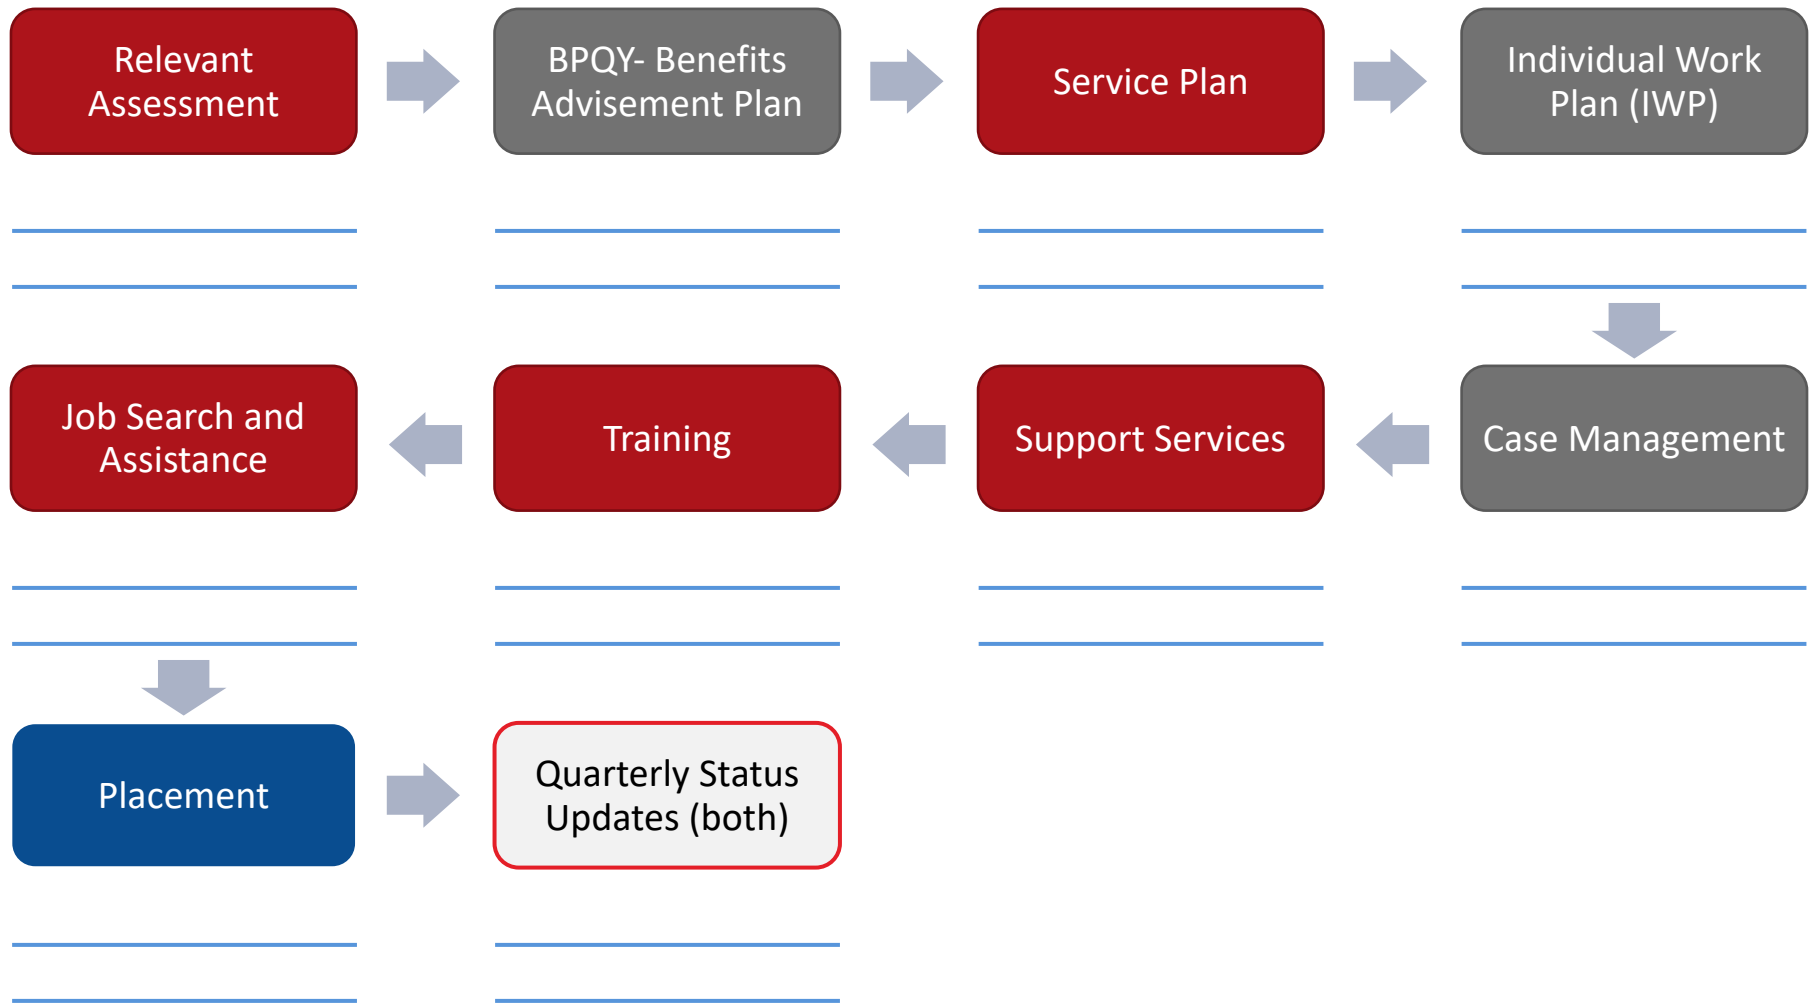 Relevant
Assessment
BPQY- Benefits
Advisement Plan
Service Plan
Individual Work
Plan (IWP)
Job Search and
Assistance
Training
Support Services
Case Management
Placement
Quarterly Status
Updates (both)